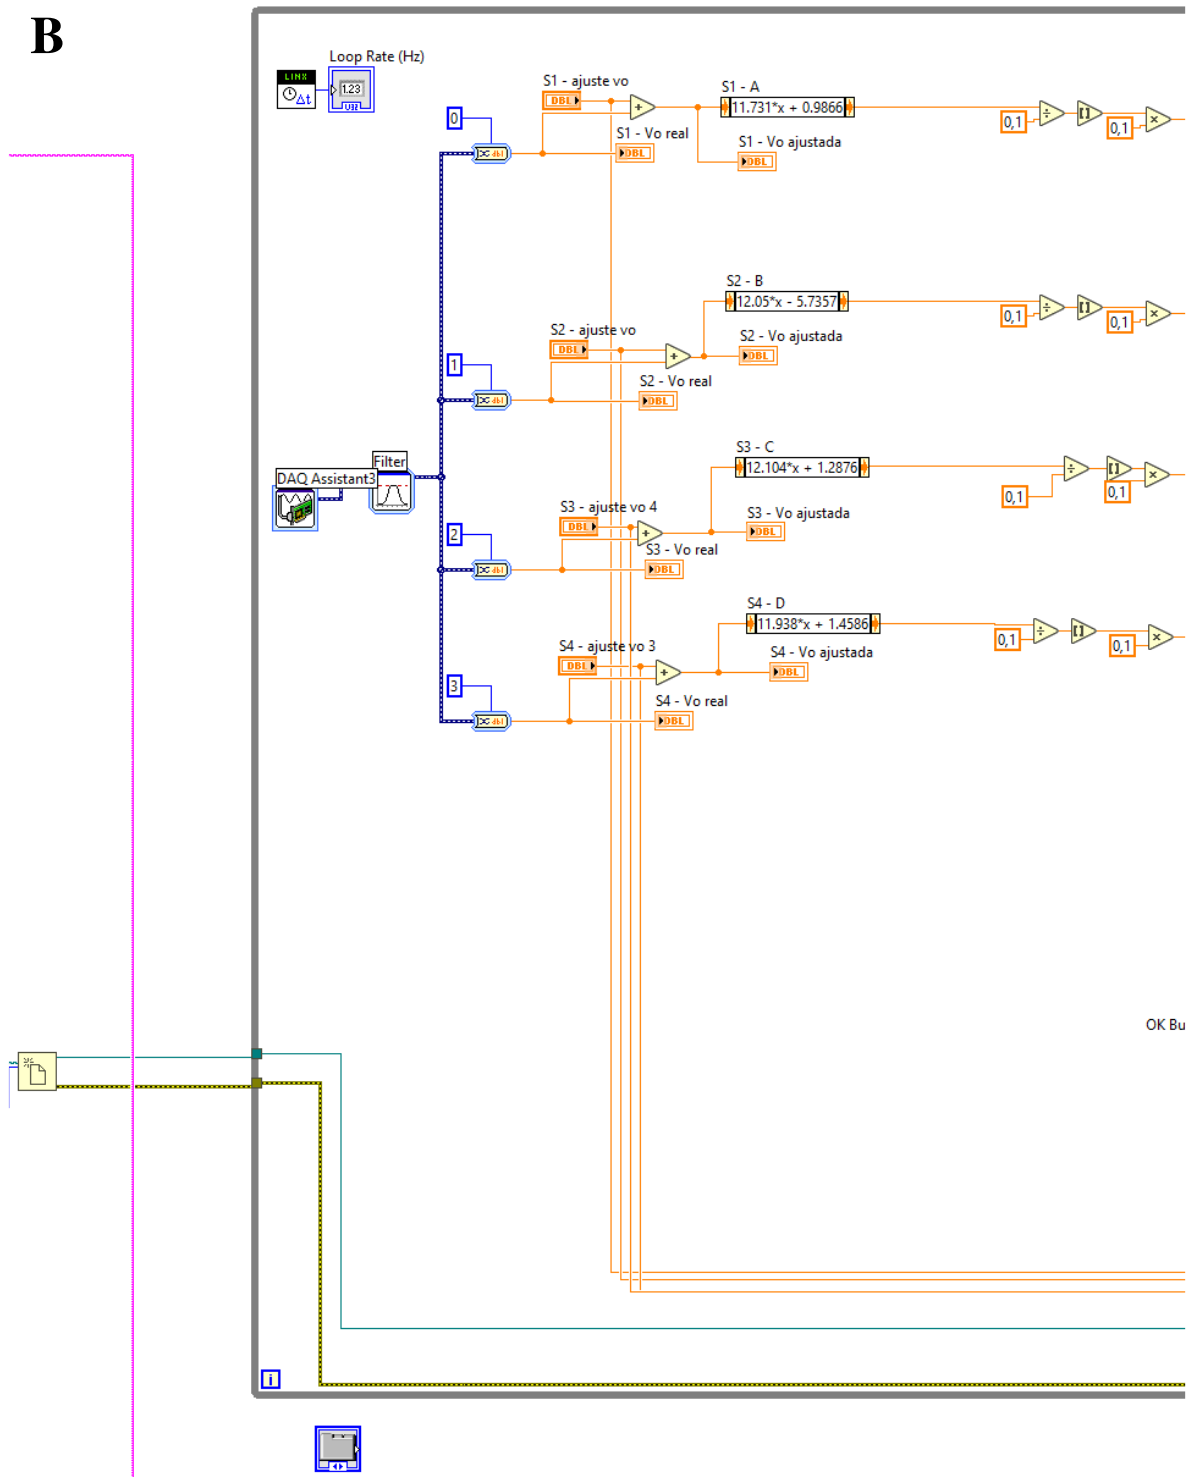 B
Loop Rate (Hz)
LINX
Δt
1.23
U32
S1 - ajuste vo
DBL
0
S1 - Vo real
DBL
S1 - A
11.731*x + 0.9866
S1 - Vo ajustada
DBL
0,1
0,1
S2 - B
12.05*x - 5.7357
S2 - ajuste vo
DBL
S2 - Vo ajustada
DBL
1
S2 - Vo real
DBL
0,1
0,1
S3 - C
12.104*x + 1.2876
Filter
DAQ Assistant3
S3 - ajuste vo 4
DBL
S3 - Vo ajustada
DBL
2
S3 - Vo real
DBL
0,1
0,1
S4 - D
11.938*x + 1.4586
S4 - ajuste vo 3
DBL
S4 - Vo ajustada
DBL
3
S4 - Vo real
DBL
0,1
0,1
OK Bu
i